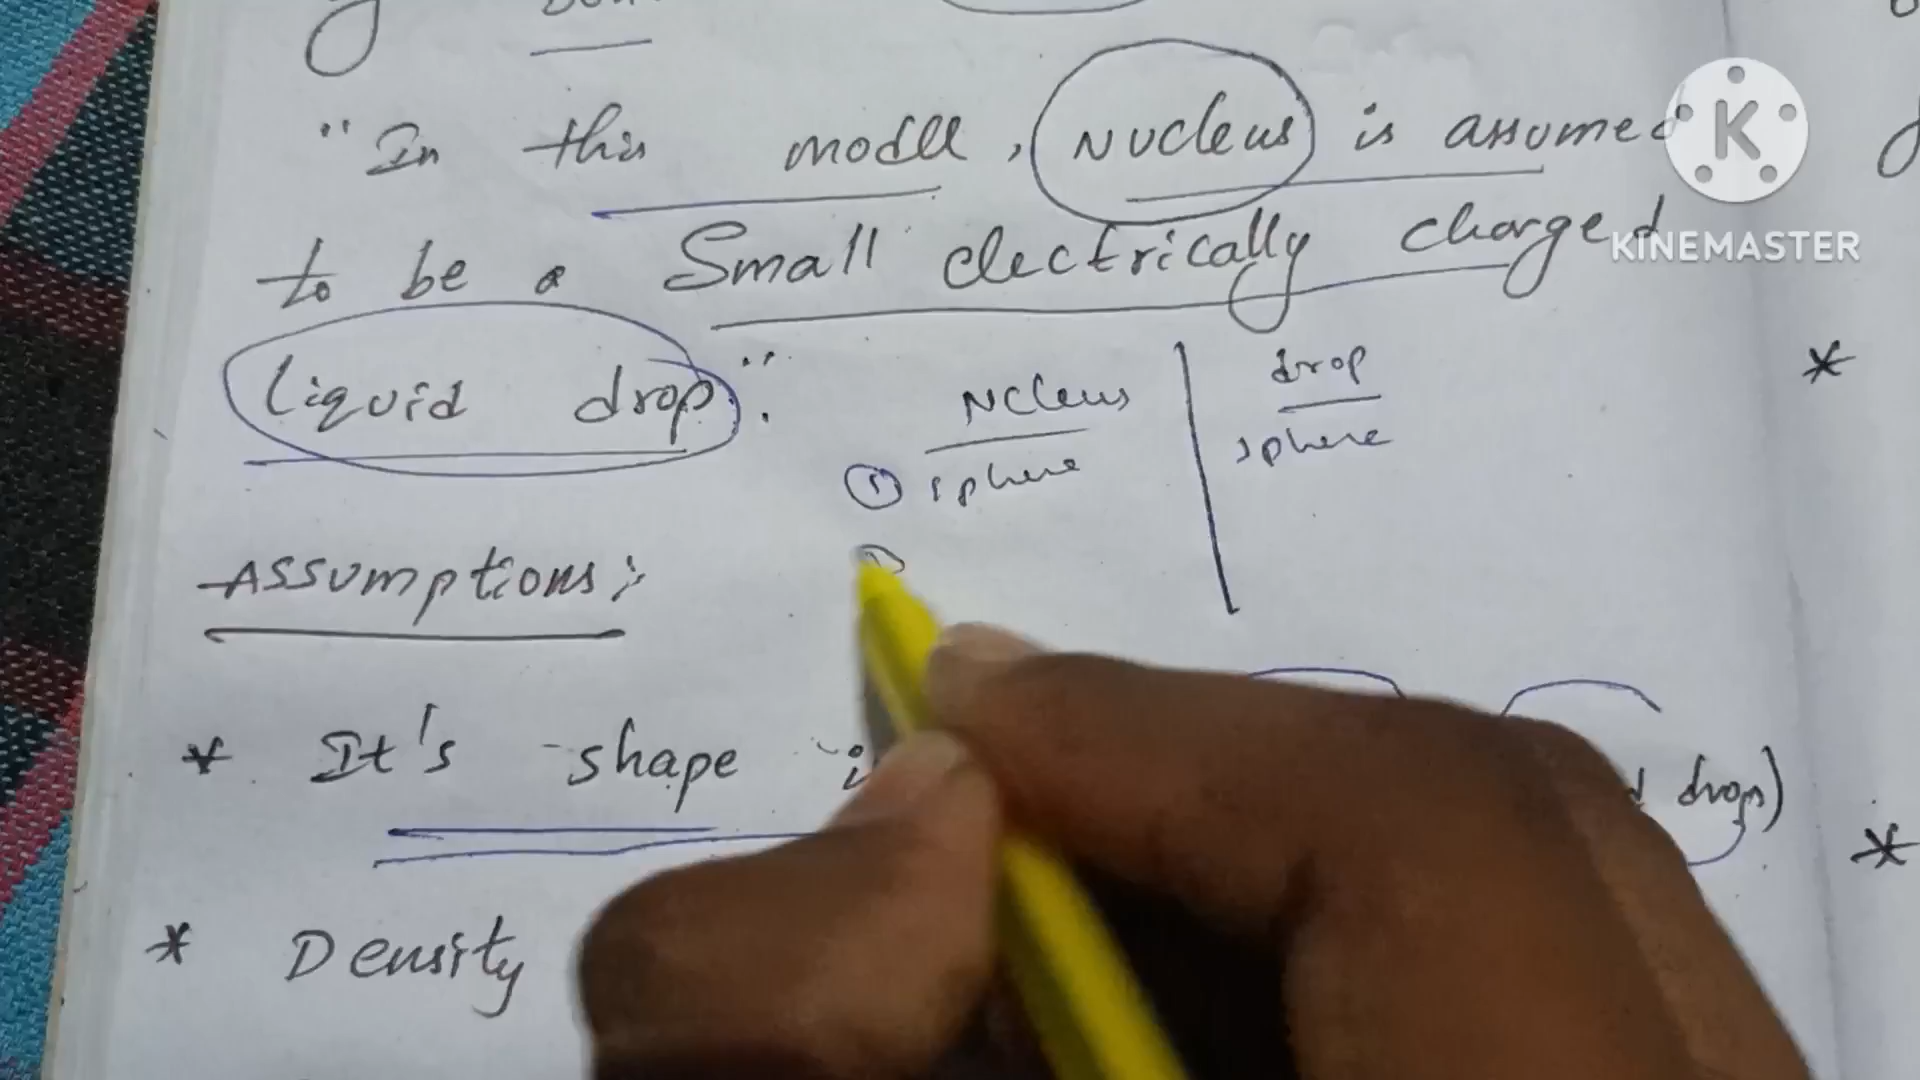 "In this model, Nucleus is assumed
to be a Small electrically charged
KINEMASTER
liquid drop".
Ncleus | drop
① sphere | sphere
Assumptions:
* It's shape drop)
* Density